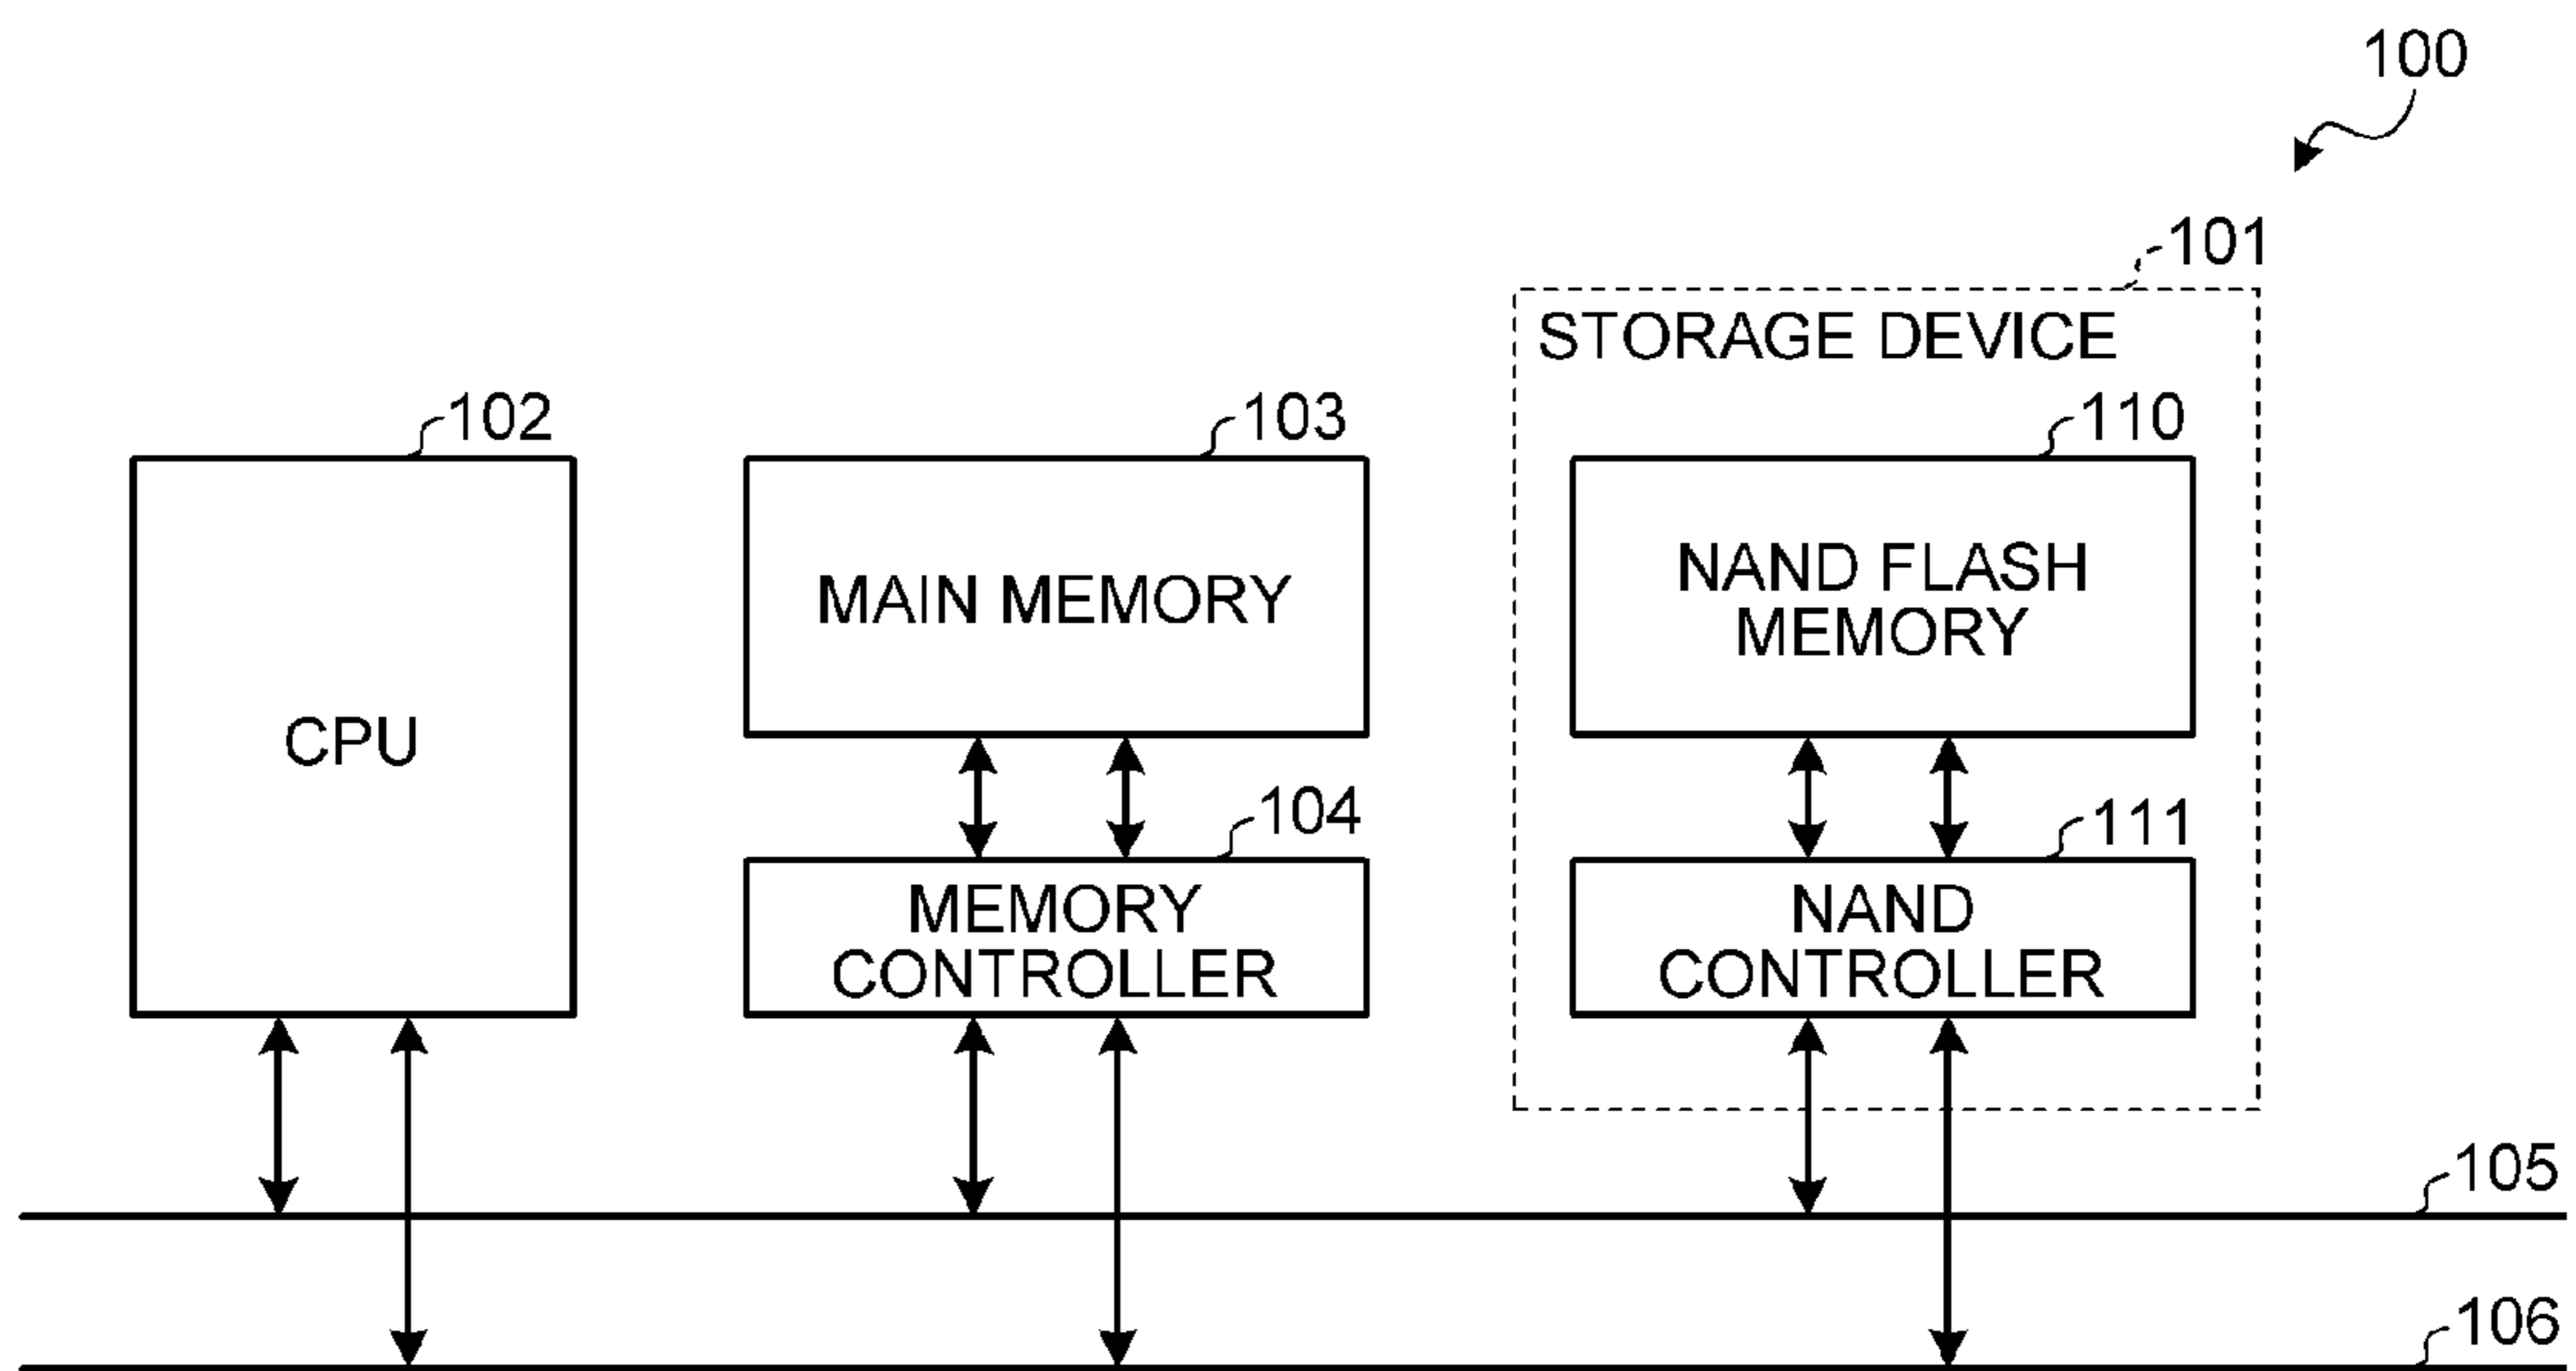 100
101
STORAGE DEVICE
102
103
110
CPU
MAIN MEMORY
NAND FLASH
MEMORY
104
111
MEMORY
CONTROLLER
NAND
CONTROLLER
105
106